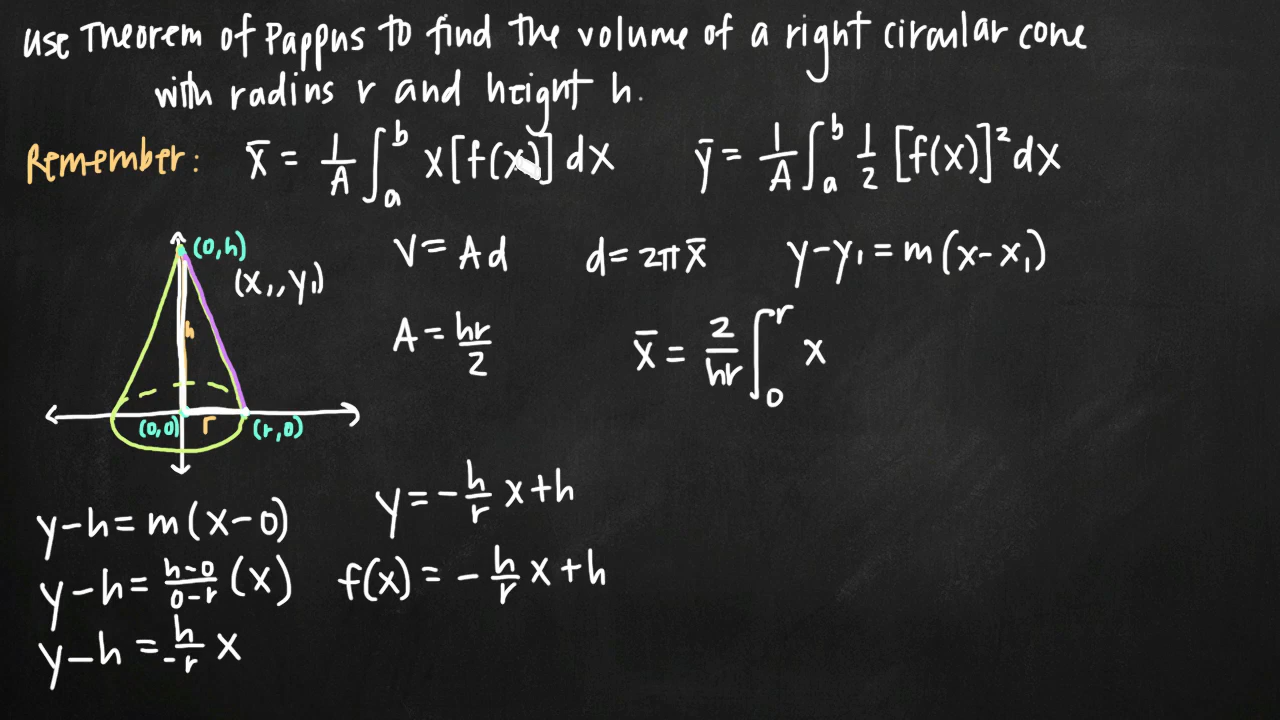 use Theorem of Pappus to find the volume of a right circular cone
with radius r and height h.
Remember: x̄ = 1/A ∫_a^b x[f(x)] dx    ȳ = 1/A ∫_a^b 1/2 [f(x)]² dx
(0,h)
(x₁, y₁)
h
(0,0) r (r,0)
V = Ad    d = 2πx̄    y-y₁ = m(x-x₁)
A = hr/2    x̄ = 2/hr ∫_0^r x
y-h = m(x-0)    y = -h/r x+h
y-h = h-0/0-r (x)    f(x) = -h/r x+h
y-h = h/-r x